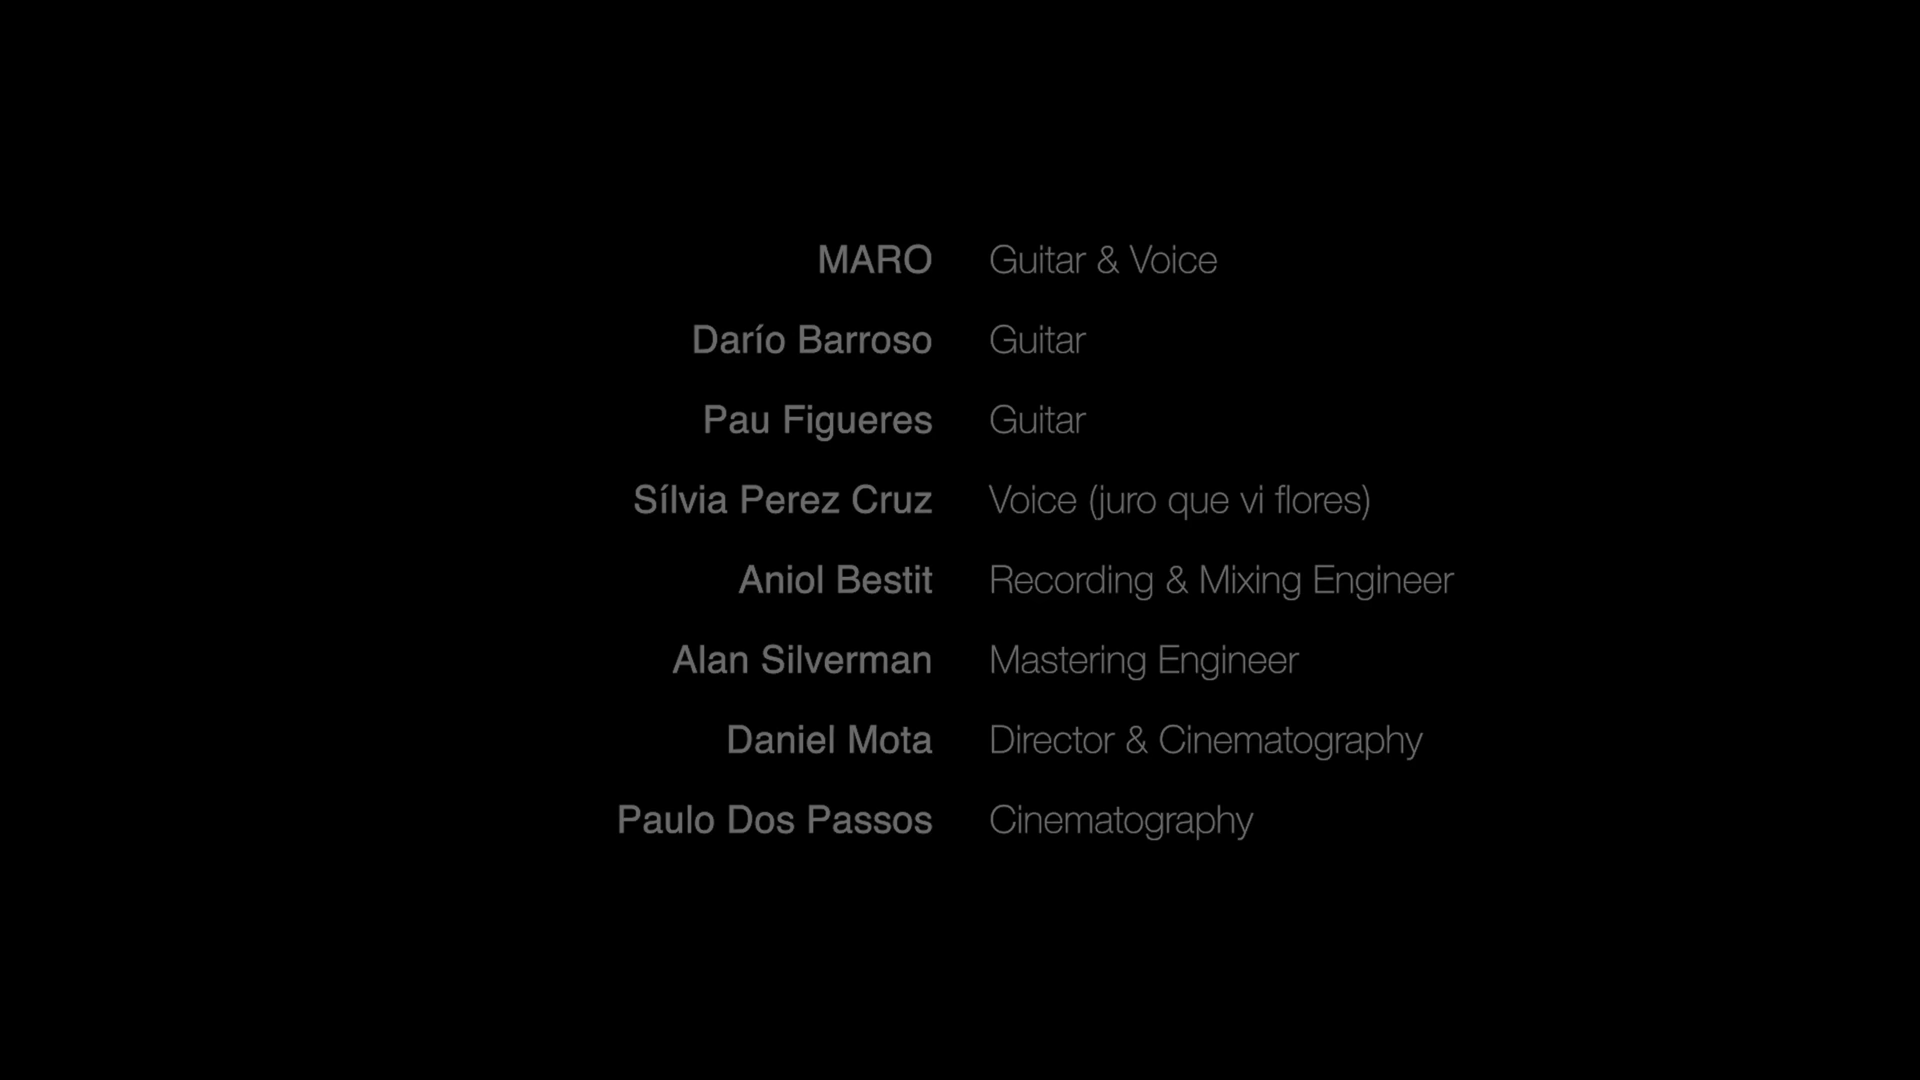 MARO Guitar & Voice
Darío Barroso Guitar
Pau Figueres Guitar
Sílvia Perez Cruz Voice (juro que vi flores)
Aniol Bestit Recording & Mixing Engineer
Alan Silverman Mastering Engineer
Daniel Mota Director & Cinematography
Paulo Dos Passos Cinematography